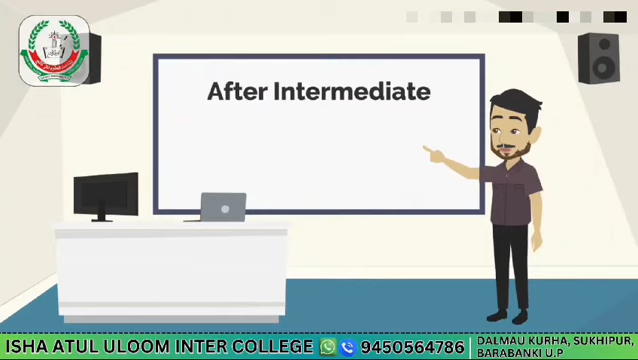 After Intermediate
ISHA ATUL ULOOM INTER COLLEGE
9450564786
DALMAU KURHA, SUKHIPUR,
BARABANKI U.P